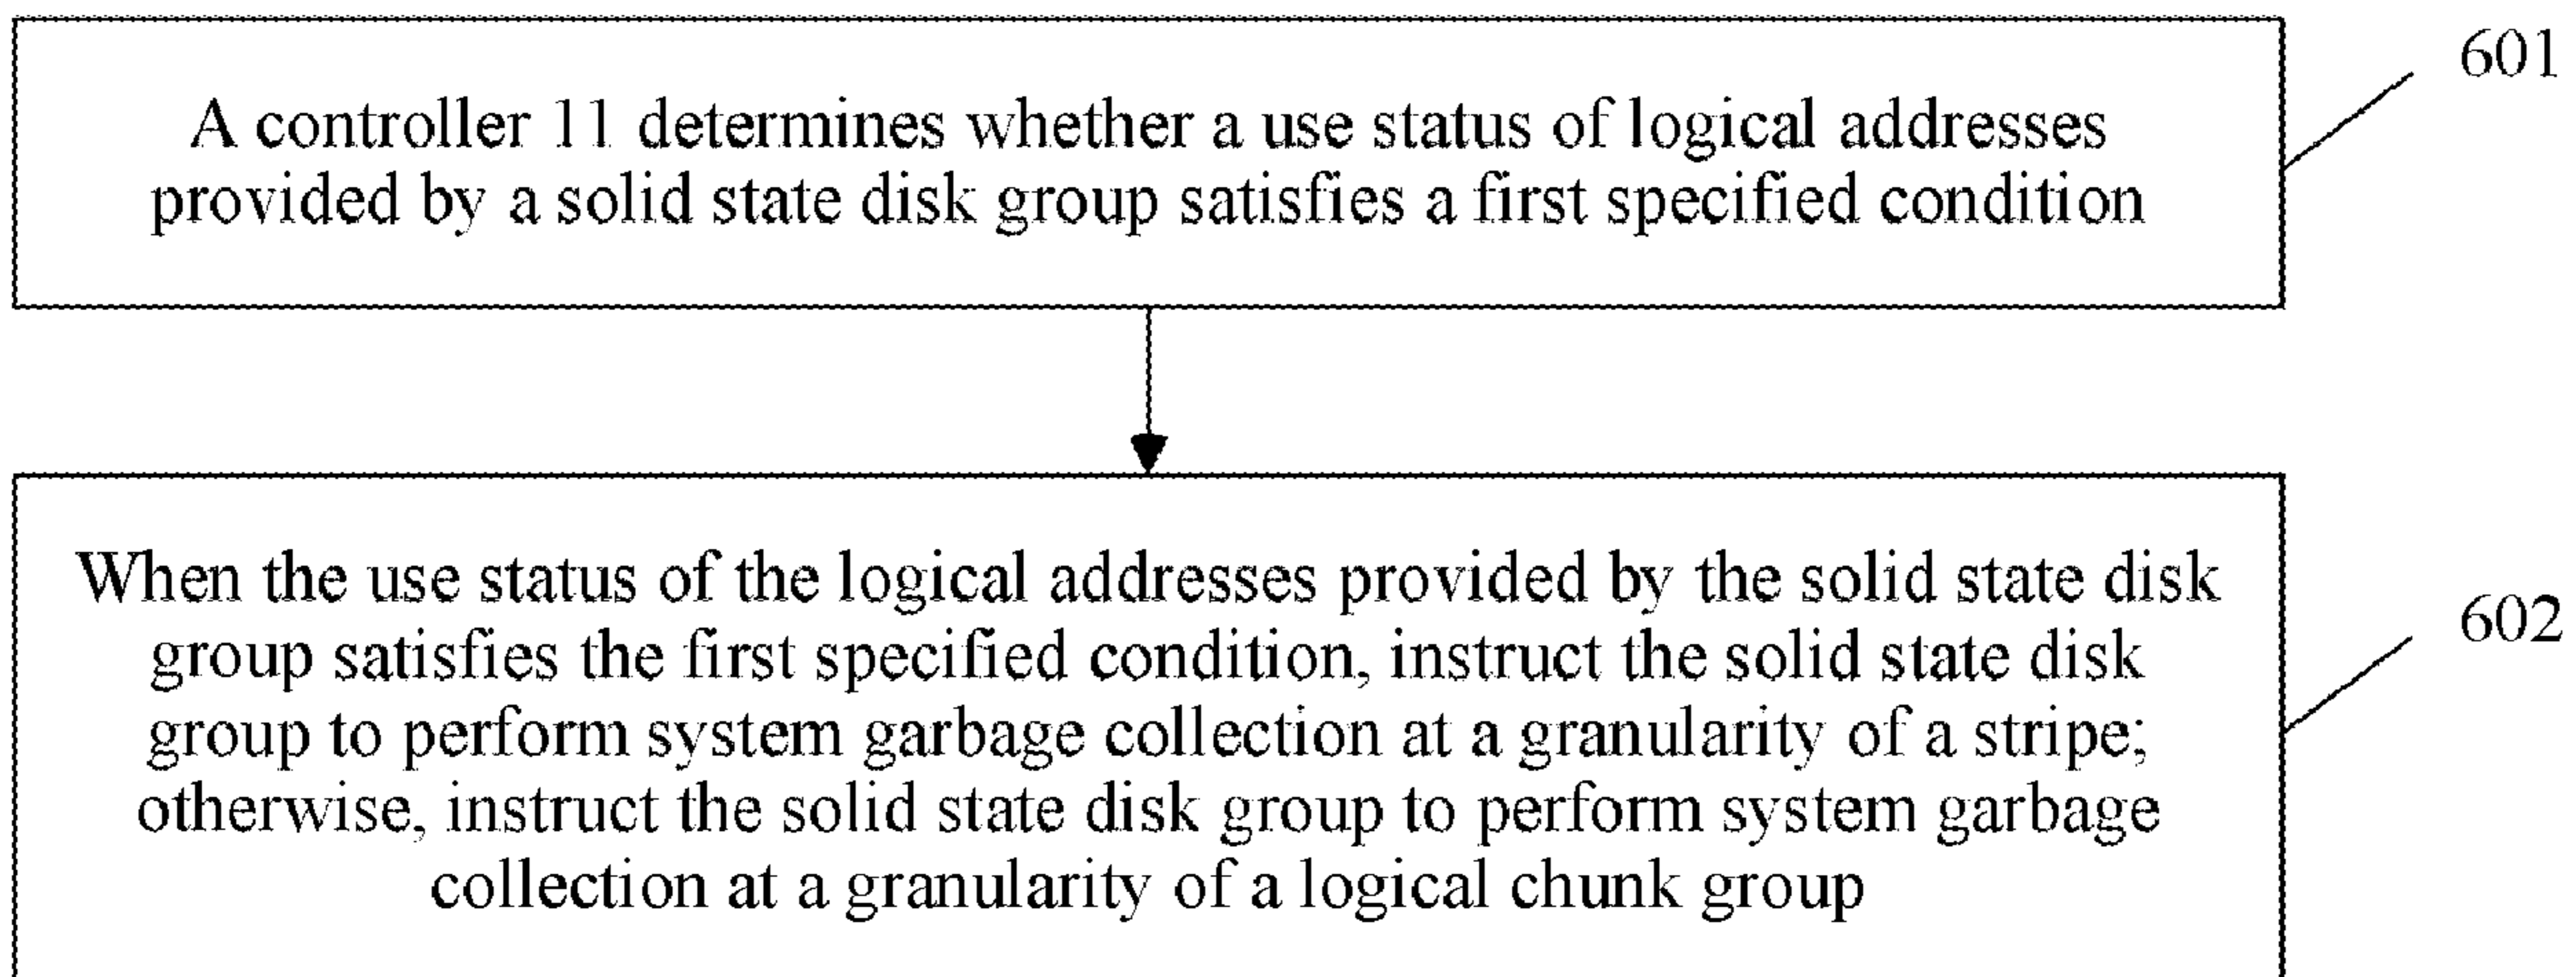 A controller 11 determines whether a use status of logical addresses
provided by a solid state disk group satisfies a first specified condition
601
When the use status of the logical addresses provided by the solid state disk
group satisfies the first specified condition, instruct the solid state disk
group to perform system garbage collection at a granularity of a stripe;
otherwise, instruct the solid state disk group to perform system garbage
collection at a granularity of a logical chunk group
602